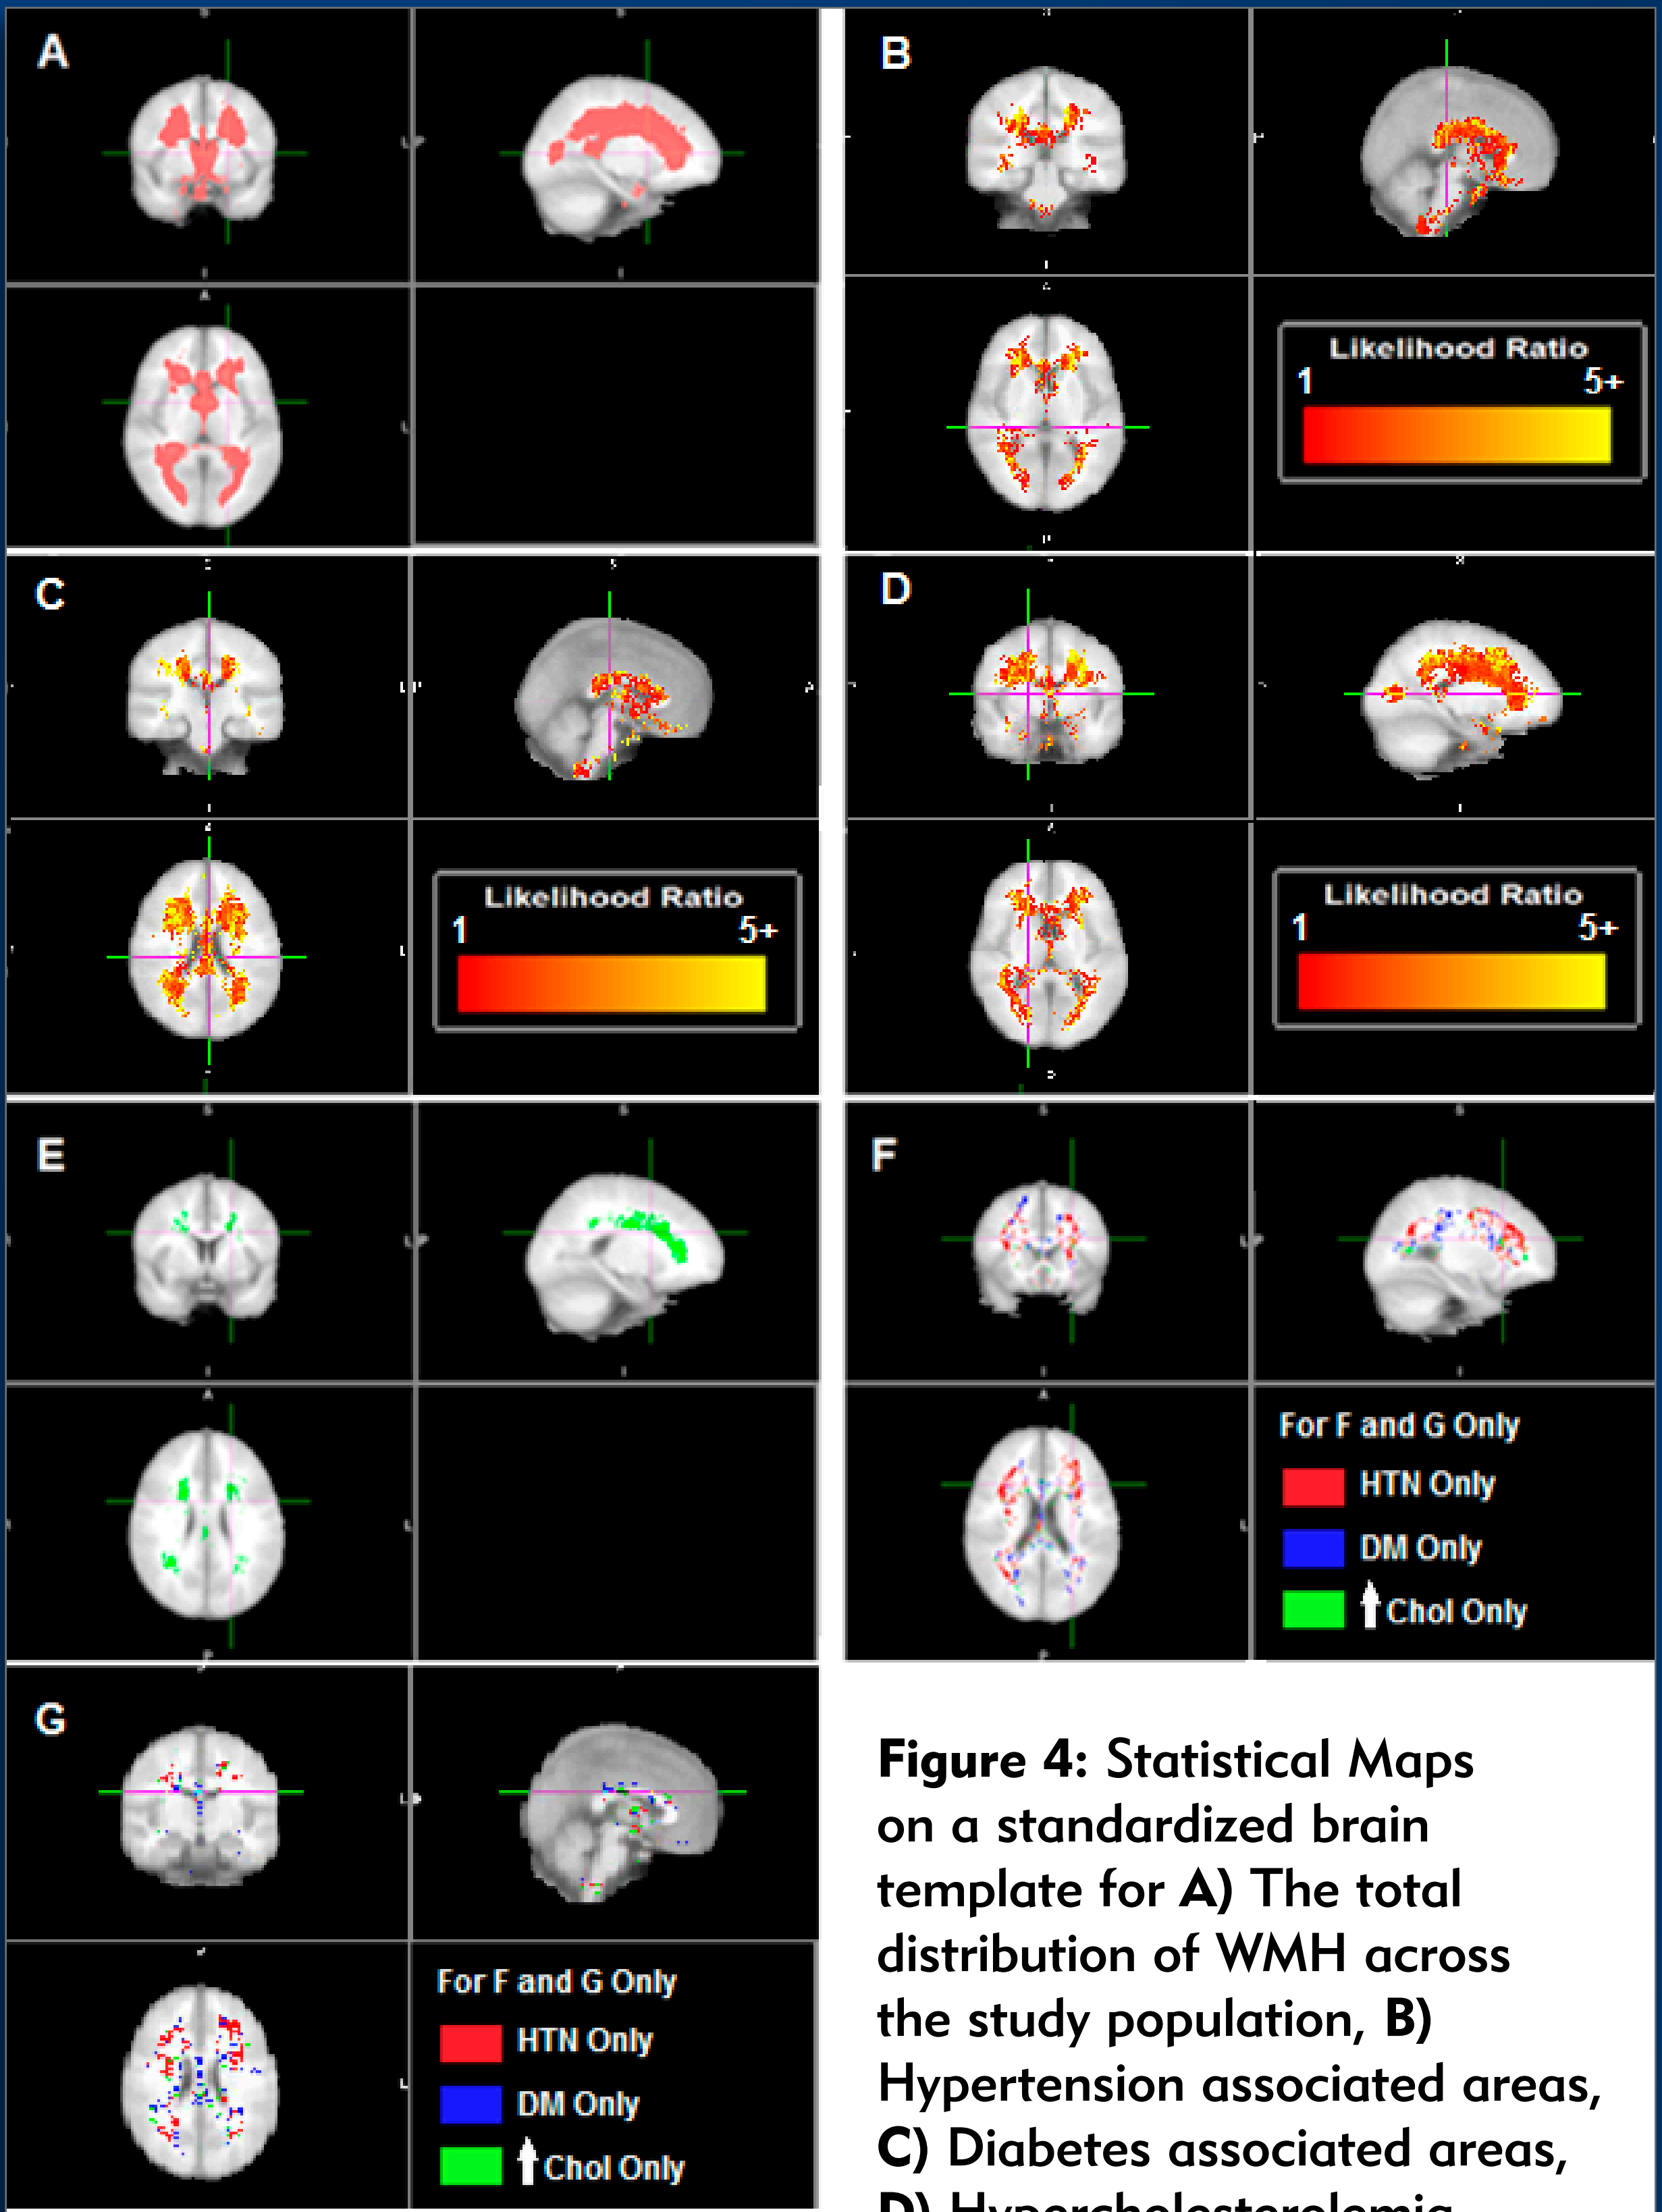 A
B
Likelihood Ratio
1 5+
C
D
Likelihood Ratio
1 5+
Likelihood Ratio
1 5+
E
F
For F and G Only
HTN Only
DM Only
Chol Only
G
For F and G Only
HTN Only
DM Only
Chol Only
Figure 4: Statistical Maps
on a standardized brain
template for A) The total
distribution of WMH across
the study population, B)
Hypertension associated areas,
C) Diabetes associated areas,
D) Hypercholesterolemia